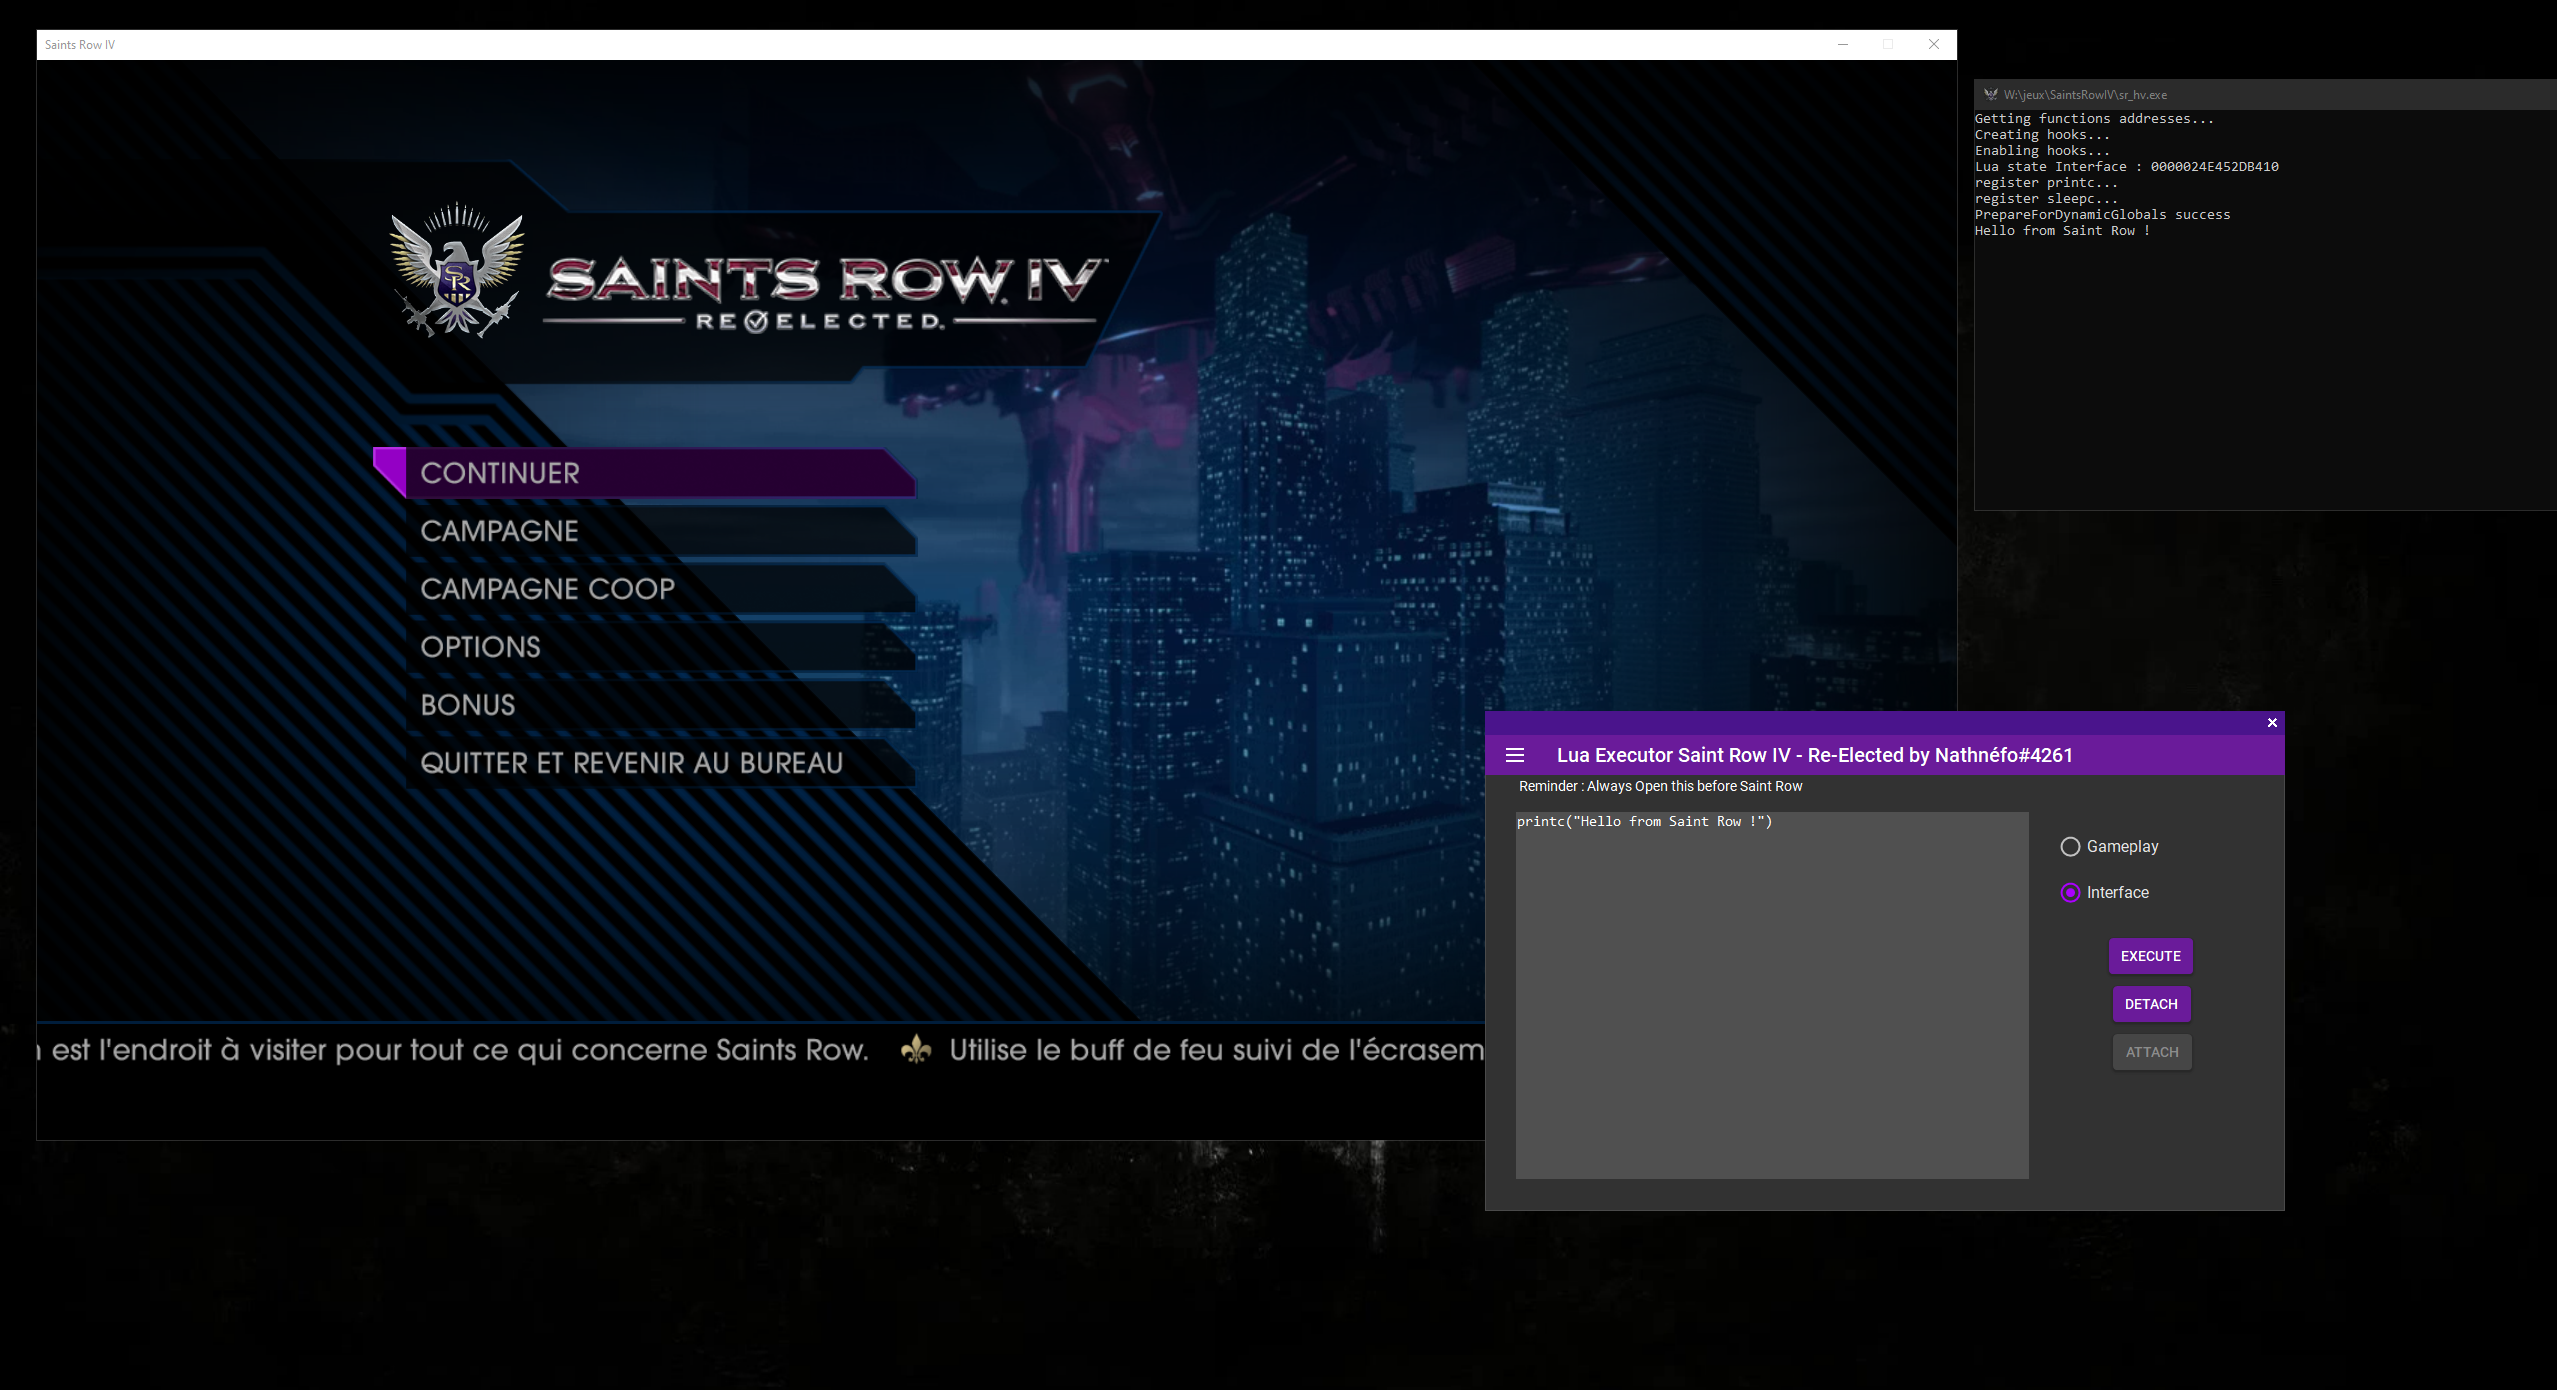 Saints Row IV
SAINTS ROW IV
RE ELECTED.
CONTINUER
CAMPAGNE
CAMPAGNE COOP
OPTIONS
BONUS
QUITTER ET REVENIR AU BUREAU
est l'endroit à visiter pour tout ce qui concerne Saints Row. Utilise le buff de feu suivi de l'écrasem
W:\jeux\SaintsRowIV\sr_hv.exe
Getting functions addresses...
Creating hooks...
Enabling hooks...
Lua state Interface : 0000024E452DB410
register printc...
register sleepc...
PrepareForDynamicGlobals success
Hello from Saint Row !
Lua Executor Saint Row IV - Re-Elected by Nathnéfo#4261
Reminder : Always Open this before Saint Row
printc("Hello from Saint Row !")
Gameplay
Interface
EXECUTE
DETACH
ATTACH